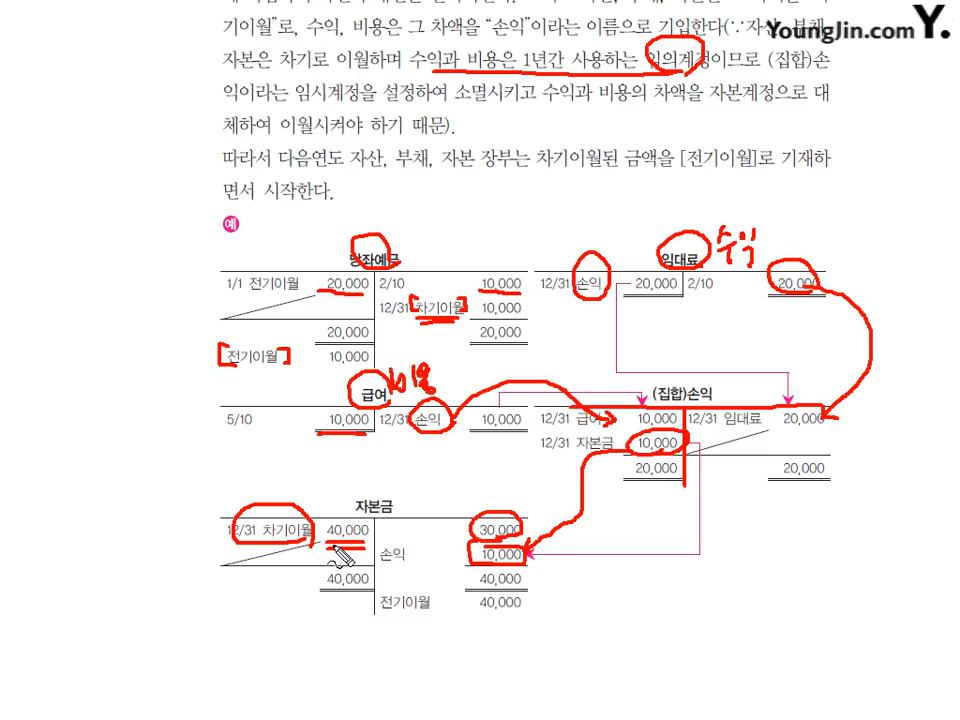 기이월"로, 수익, 비용은 그 차액을 "손익"이라는 이름으로 기입한다(∵자산, 부채,
YoungJin.com Y.
자본은 차기로 이월하며 수익과 비용은 1년간 사용하는 임의계정이므로 (집합)손
익이라는 임시계정을 설정하여 소멸시키고 수익과 비용의 차액을 자본계정으로 대
체하여 이월시켜야 하기 때문).
따라서 다음연도 자산, 부채, 자본 장부는 차기이월된 금액을 [전기이월]로 기재하
면서 시작한다.
예
당좌예금
1/1 전기이월 20,000 2/10 10,000
12/31 차기이월 10,000
20,000 20,000
전기이월 10,000
임대료 수익
12/31 손익 20,000 2/10 20,000
급여 비용
5/10 10,000 12/31 손익 10,000
(집합)손익
12/31 급여 10,000 12/31 임대료 20,000
12/31 자본금 10,000
20,000 20,000
자본금
12/31 차기이월 40,000 30,000
손익 10,000
40,000 40,000
전기이월 40,000